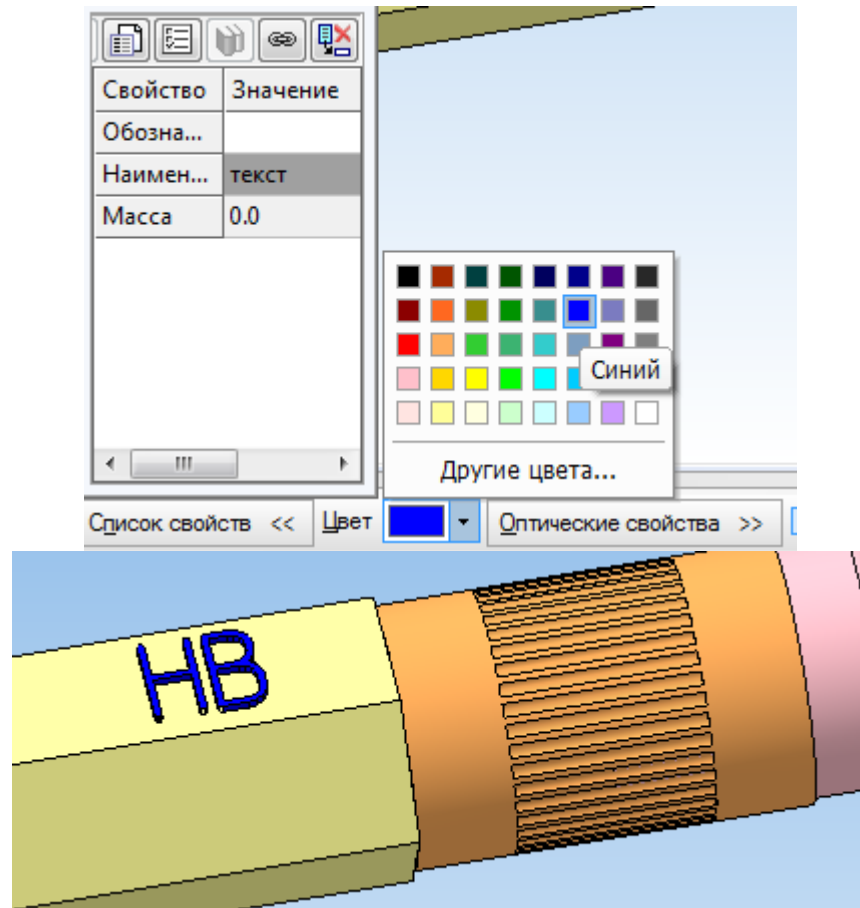 Свойство Значение
Обозна...
Наимен... текст
Масса 0.0
Синий
Другие цвета...
Список свойств << Цвет Оптические свойства >>
HB